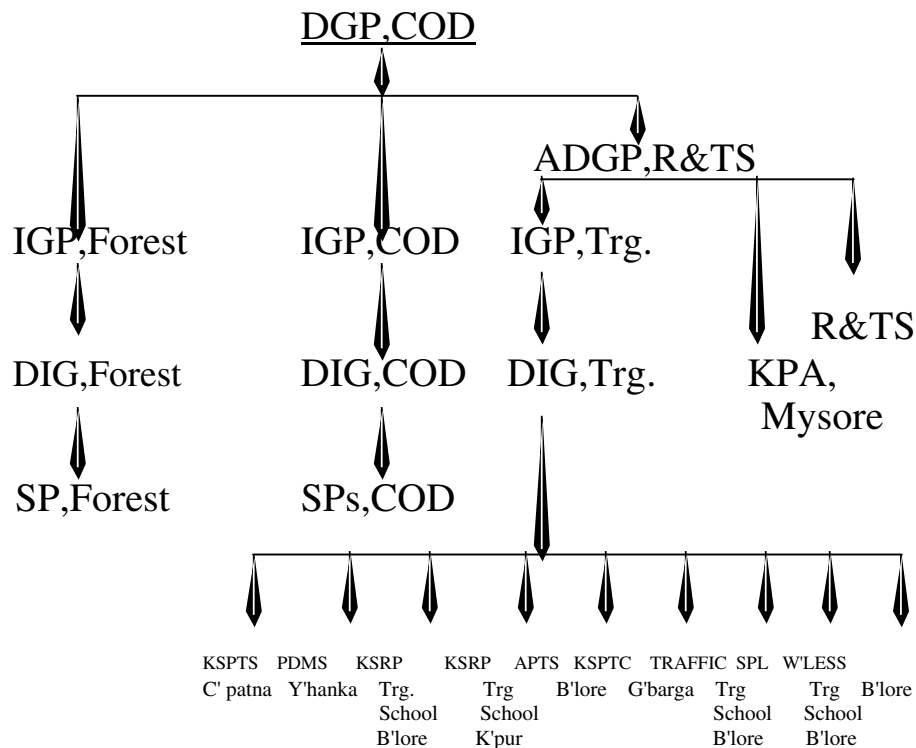 DGP,COD
ADGP,R&TS
IGP,Forest IGP,COD IGP,Trg.
R&TS
DIG,Forest DIG,COD DIG,Trg. KPA,
Mysore
SP,Forest SPs,COD
KSPTS PDMS KSRP KSRP APTS KSPTC TRAFFIC SPL W'LESS
C' patna Y'hanka Trg. Trg B'lore G'barga Trg Trg B'lore
School School School School
B'lore K'pur B'lore B'lore